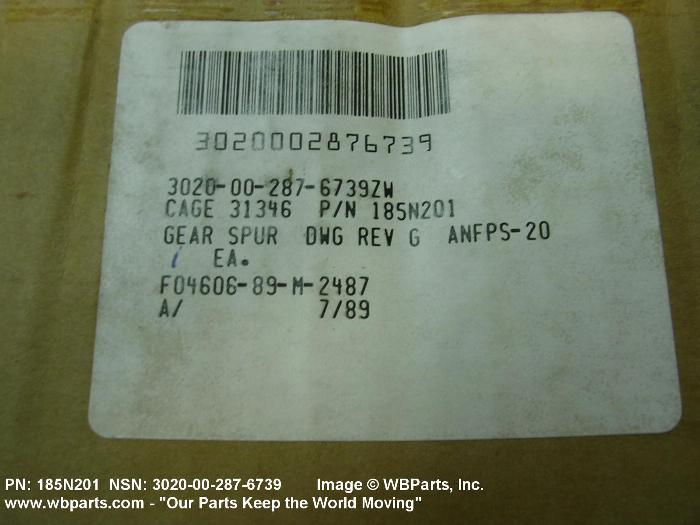 3020002876739
3020-00-287-6739ZW
CAGE 31346 P/N 185N201
GEAR SPUR DWG REV G ANFPS-20
1 EA.
F04606-89-M-2487
A/ 7/89
PN: 185N201 NSN: 3020-00-287-6739 Image © WBParts, Inc.
www.wbparts.com - "Our Parts Keep the World Moving"